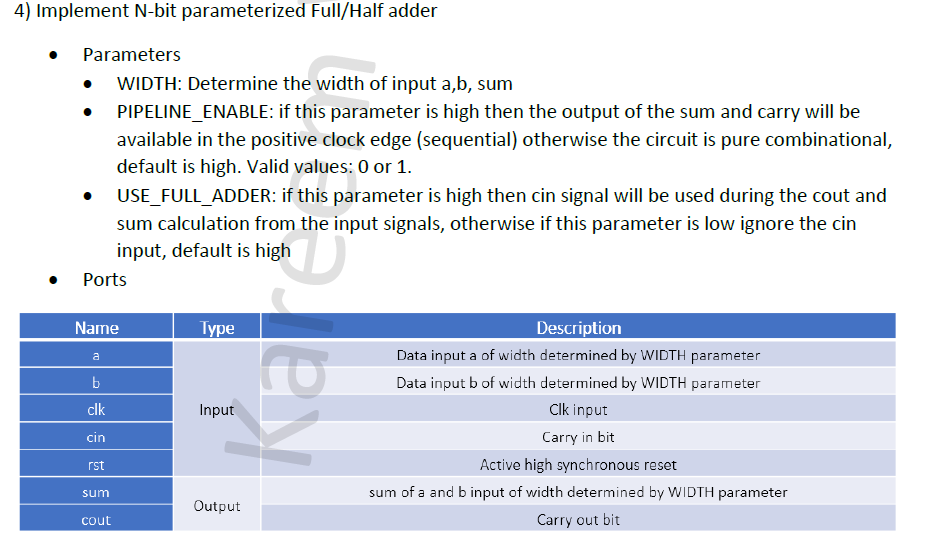 4) Implement N-bit parameterized Full/Half adder
• Parameters
• WIDTH: Determine the width of input a,b, sum
• PIPELINE_ENABLE: if this parameter is high then the output of the sum and carry will be
available in the positive clock edge (sequential) otherwise the circuit is pure combinational,
default is high. Valid values: 0 or 1.
• USE_FULL_ADDER: if this parameter is high then cin signal will be used during the cout and
sum calculation from the input signals, otherwise if this parameter is low ignore the cin
input, default is high
• Ports
Name Type Description
a Data input a of width determined by WIDTH parameter
b Data input b of width determined by WIDTH parameter
clk Input Clk input
cin Carry in bit
rst Active high synchronous reset
sum sum of a and b input of width determined by WIDTH parameter
Output
cout Carry out bit
Kareem